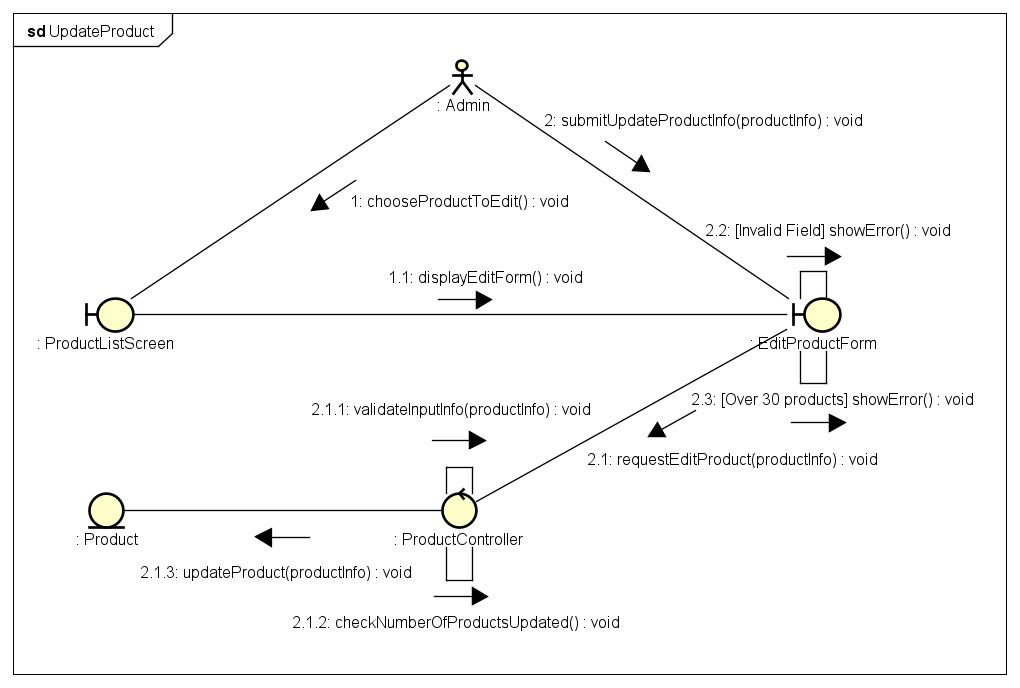 sd UpdateProduct
: Admin
2: submitUpdateProductInfo(productInfo) : void
1: chooseProductToEdit() : void
2.2: [Invalid Field] showError() : void
1.1: displayEditForm() : void
: ProductListScreen
: EditProductForm
2.3: [Over 30 products] showError() : void
2.1.1: validateInputInfo(productInfo) : void
2.1: requestEditProduct(productInfo) : void
: Product
: ProductController
2.1.3: updateProduct(productInfo) : void
2.1.2: checkNumberOfProductsUpdated() : void